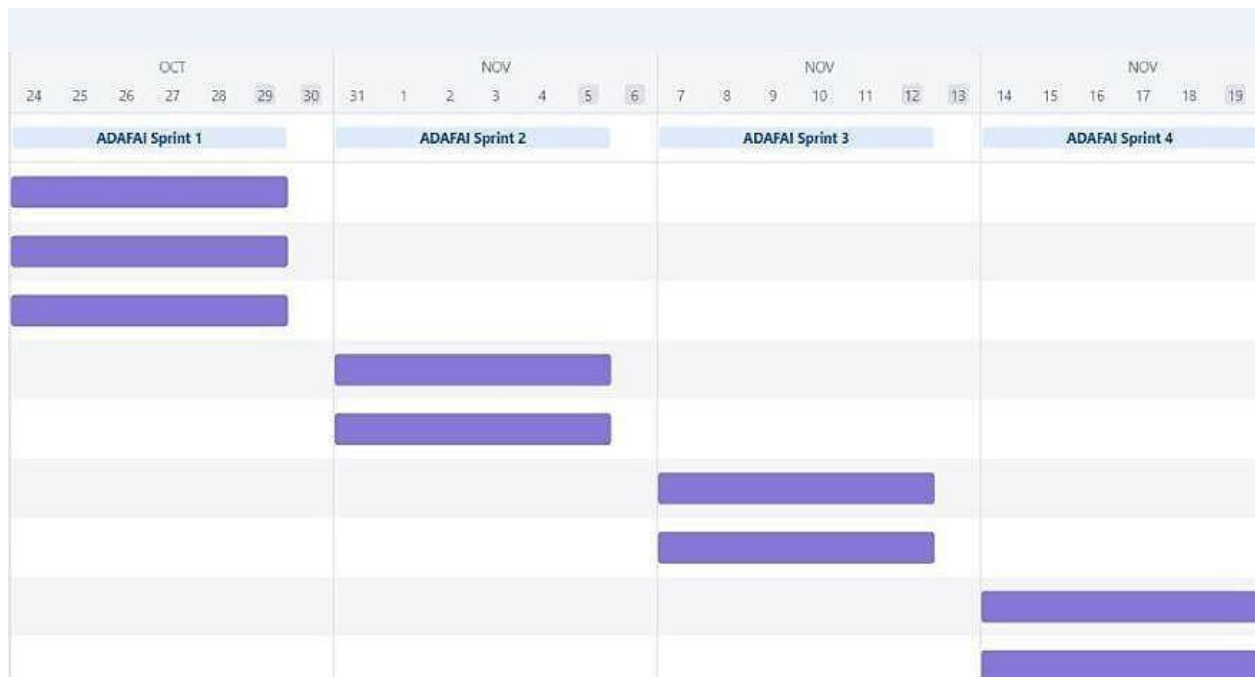 OCT NOV NOV NOV
24 25 26 27 28 29 30 31 1 2 3 4 5 6 7 8 9 10 11 12 13 14 15 16 17 18 19
ADAFAI Sprint 1 ADAFAI Sprint 2 ADAFAI Sprint 3 ADAFAI Sprint 4